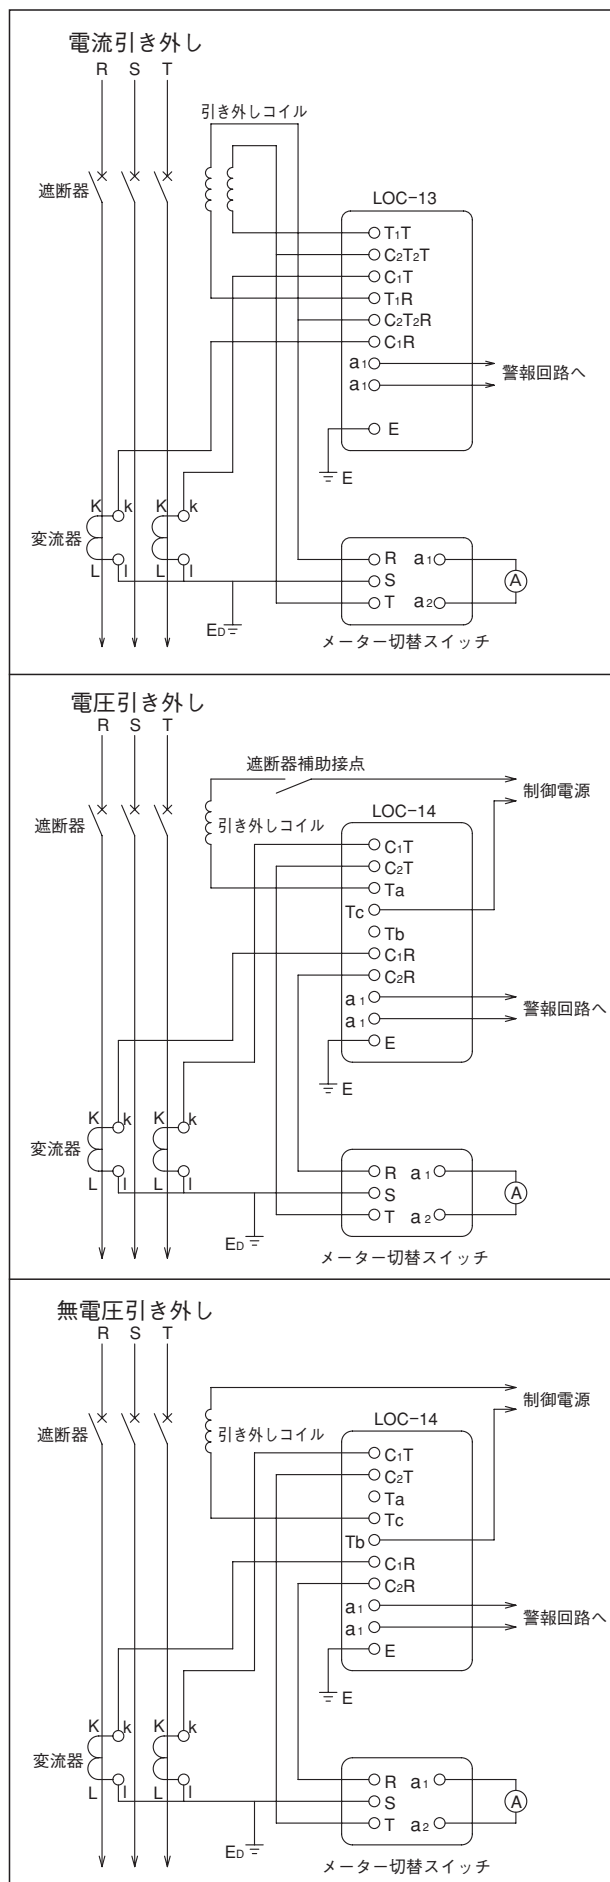 電流引き外し
R S T
引き外しコイル
遮断器
LOC-13
T1T
C2T2T
C1T
T1R
C2T2R
C1R
a1
警報回路へ
a1
E
E
K k K k
変流器
L l L l
R a1
S A
T a2
ED
メーター切替スイッチ
電圧引き外し
R S T
遮断器補助接点
制御電源
遮断器
引き外しコイル
LOC-14
C1T
C2T
Ta
Tc
Tb
C1R
C2R
a1
警報回路へ
a1
E
E
K k K k
変流器
L l L l
R a1
S A
T a2
ED
メーター切替スイッチ
無電圧引き外し
R S T
制御電源
遮断器
引き外しコイル
LOC-14
C1T
C2T
Ta
Tc
Tb
C1R
C2R
a1
警報回路へ
a1
E
E
K k K k
変流器
L l L l
R a1
S A
T a2
ED
メーター切替スイッチ